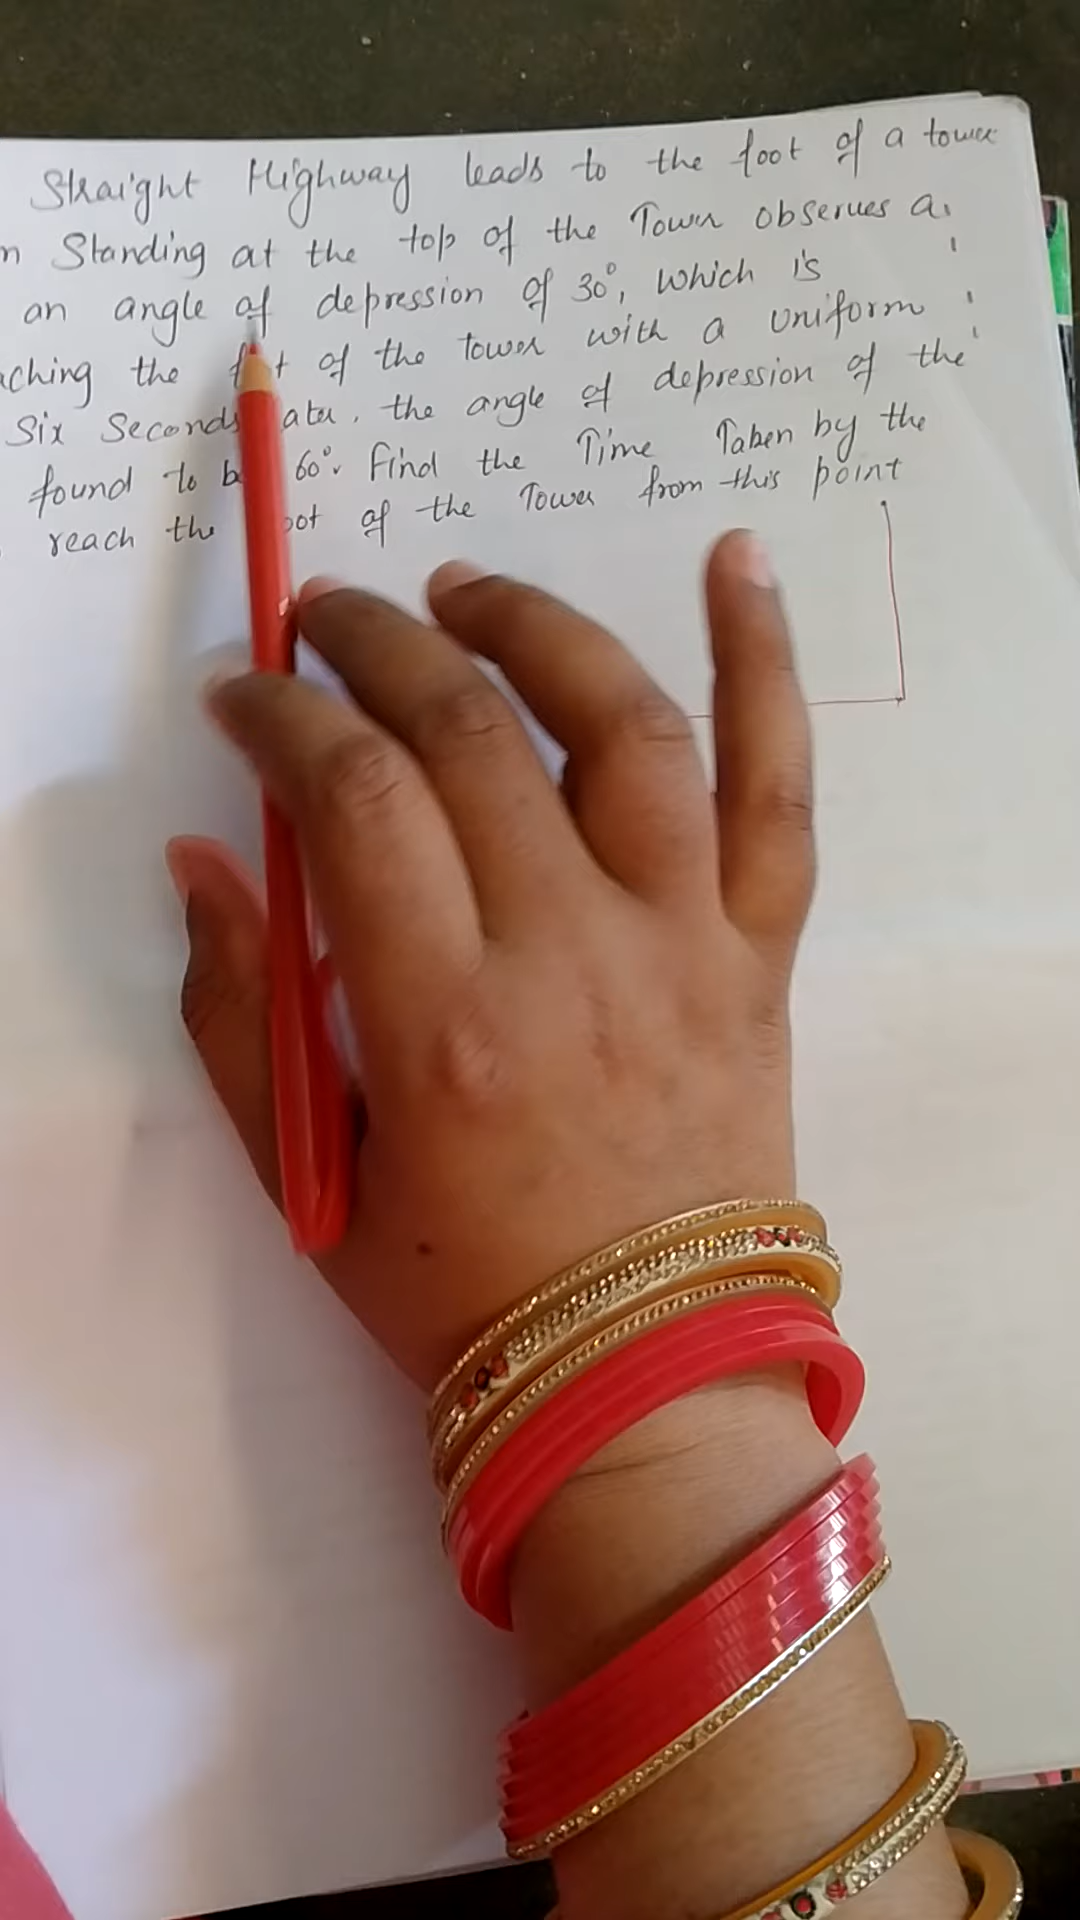 Straight Highway leads to the foot of a tower
Standing at the top of the Tower observes a
an angle of depression of 30°, which is
the of the tower with a uniform
Six Seconds the angle of depression of the
found to 60°. Find the Time Taken by the
reach the of the Tower from this point